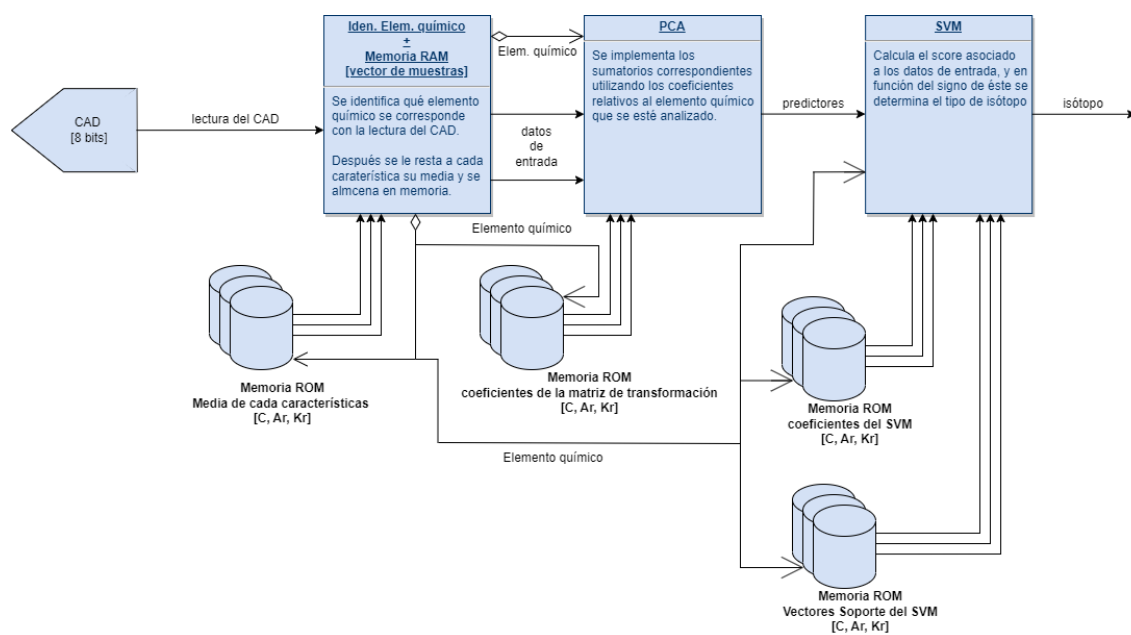 Iden. Elem. químico
+
Memoria RAM
[vector de muestras]
Se identifica qué elemento
químico se corresponde
con la lectura del CAD.
Después se le resta a cada
caraterística su media y se
almcena en memoria.
Elem. químico
PCA
Se implementa los
sumatorios correspondientes
utilizando los coeficientes
relativos al elemento químico
que se esté analizado.
SVM
Calcula el score asociado
a los datos de entrada, y en
función del signo de éste se
determina el tipo de isótopo
CAD
[8 bits]
lectura del CAD
datos
de
entrada
predictores
isótopo
Elemento químico
Memoria ROM
Media de cada características
[C, Ar, Kr]
Memoria ROM
coeficientes de la matriz de transformación
[C, Ar, Kr]
Memoria ROM
coeficientes del SVM
[C, Ar, Kr]
Elemento químico
Memoria ROM
Vectores Soporte del SVM
[C, Ar, Kr]